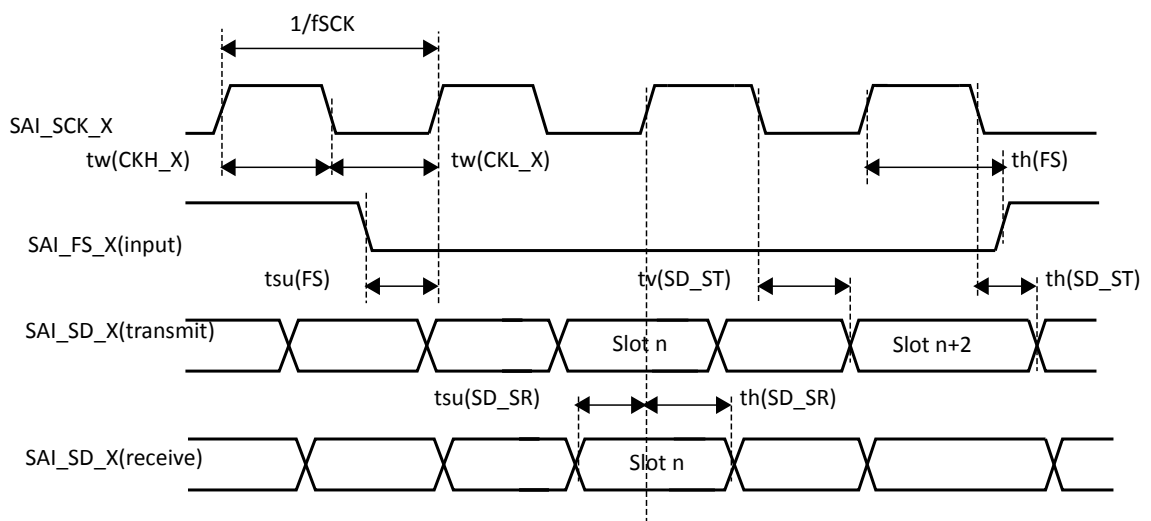 1/fSCK
SAI_SCK_X
tw(CKH_X)
tw(CKL_X)
th(FS)
SAI_FS_X(input)
tsu(FS)
tv(SD_ST)
th(SD_ST)
SAI_SD_X(transmit)
Slot n
Slot n+2
tsu(SD_SR)
th(SD_SR)
SAI_SD_X(receive)
Slot n